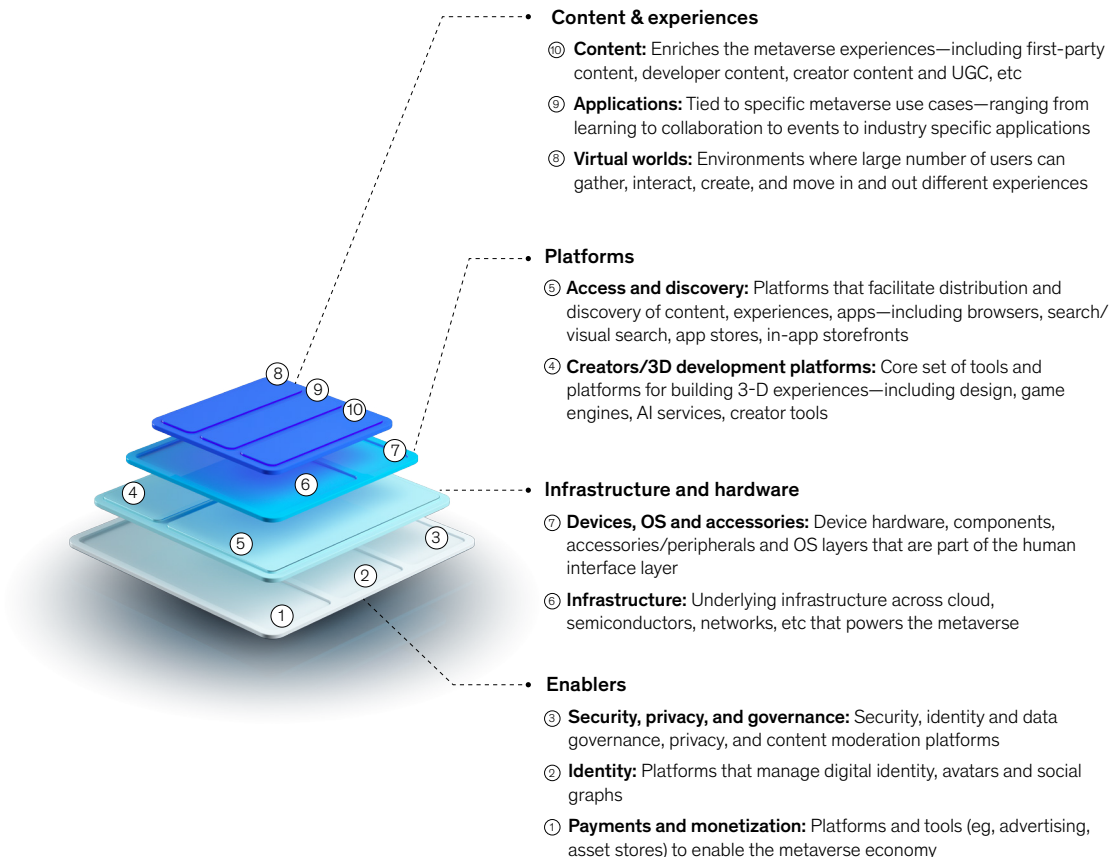 Content & experiences
⑩ Content: Enriches the metaverse experiences—including first-party
content, developer content, creator content and UGC, etc
⑨ Applications: Tied to specific metaverse use cases—ranging from
learning to collaboration to events to industry specific applications
⑧ Virtual worlds: Environments where large number of users can
gather, interact, create, and move in and out different experiences
Platforms
⑤ Access and discovery: Platforms that facilitate distribution and
discovery of content, experiences, apps—including browsers, search/
visual search, app stores, in-app storefronts
④ Creators/3D development platforms: Core set of tools and
platforms for building 3-D experiences—including design, game
engines, AI services, creator tools
Infrastructure and hardware
⑦ Devices, OS and accessories: Device hardware, components,
accessories/peripherals and OS layers that are part of the human
interface layer
⑥ Infrastructure: Underlying infrastructure across cloud,
semiconductors, networks, etc that powers the metaverse
Enablers
③ Security, privacy, and governance: Security, identity and data
governance, privacy, and content moderation platforms
② Identity: Platforms that manage digital identity, avatars and social
graphs
① Payments and monetization: Platforms and tools (eg, advertising,
asset stores) to enable the metaverse economy
8
9
10
7
6
4
5
3
2
1